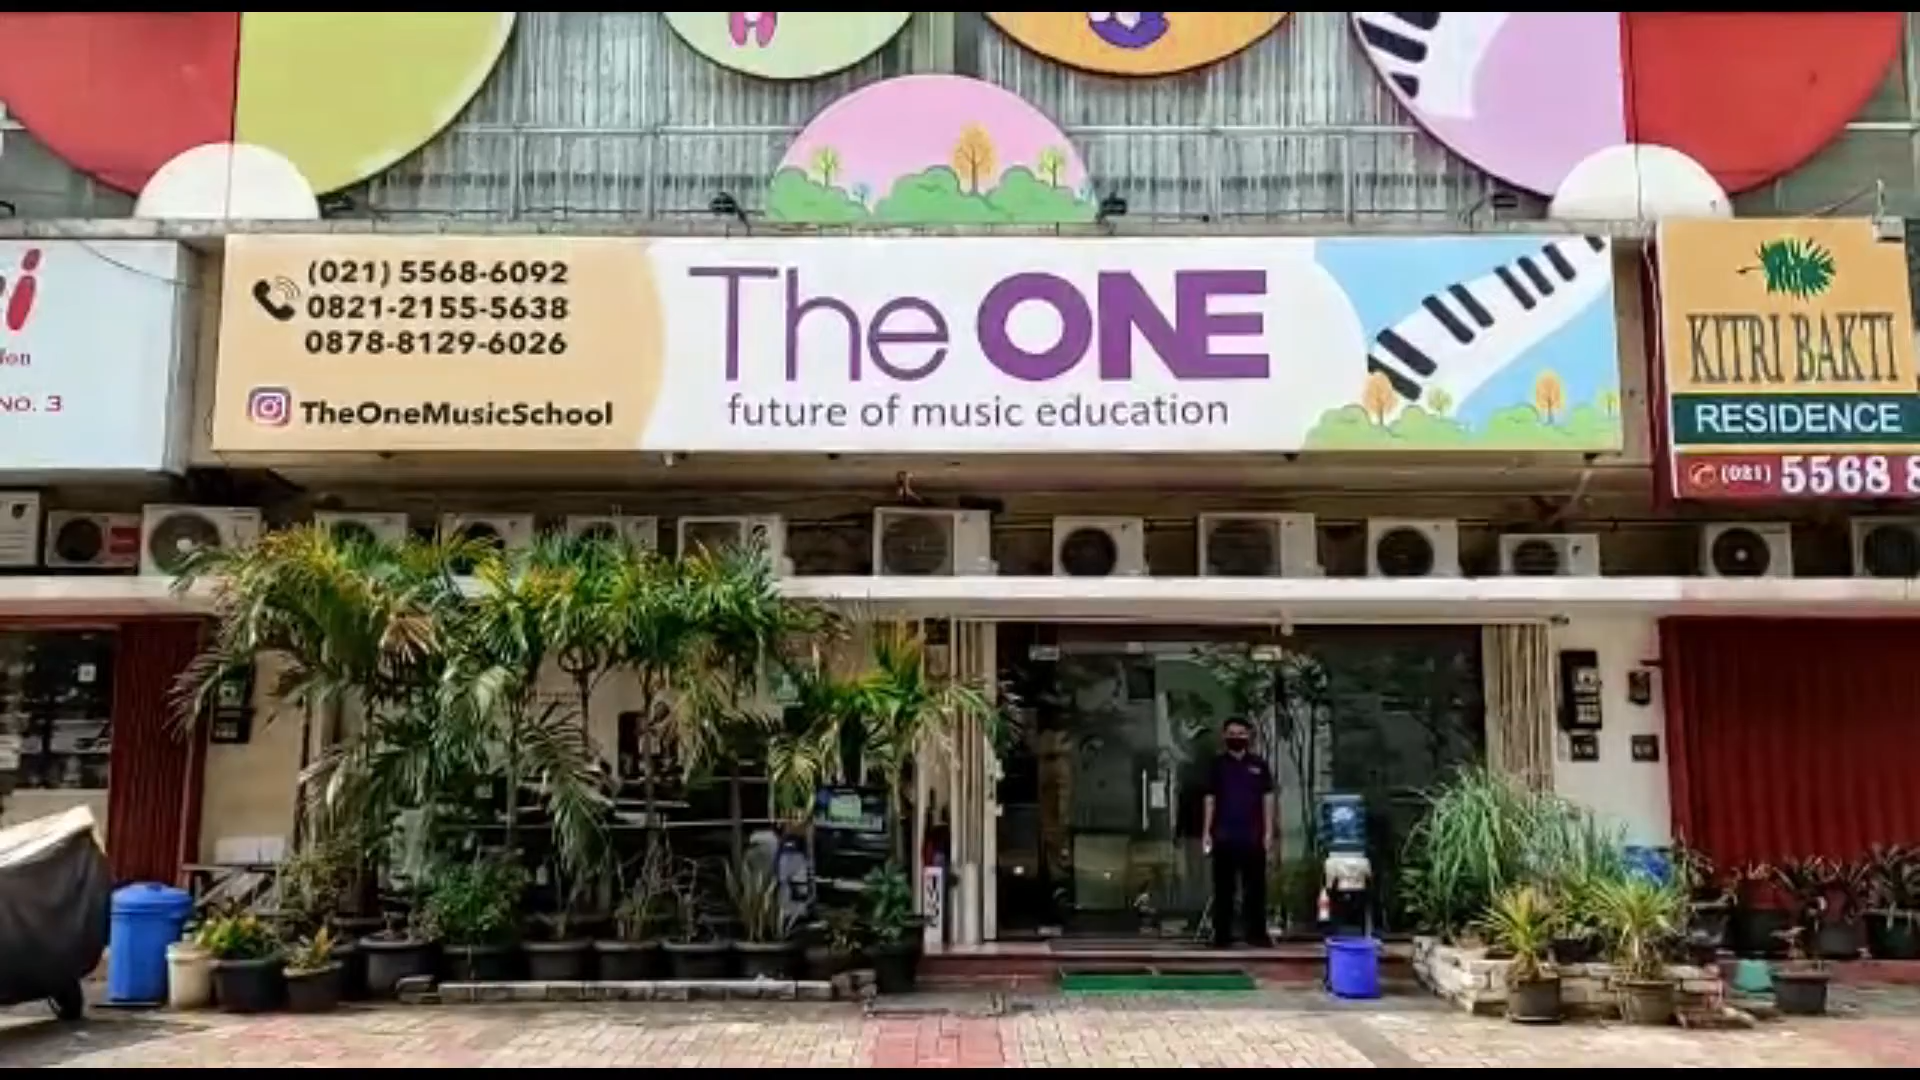 NO. 3
(021) 5568-6092
0821-2155-5638
0878-8129-6026
TheOneMusicSchool
The ONE
future of music education
KITRI BAKTI
RESIDENCE
(021) 5568 8